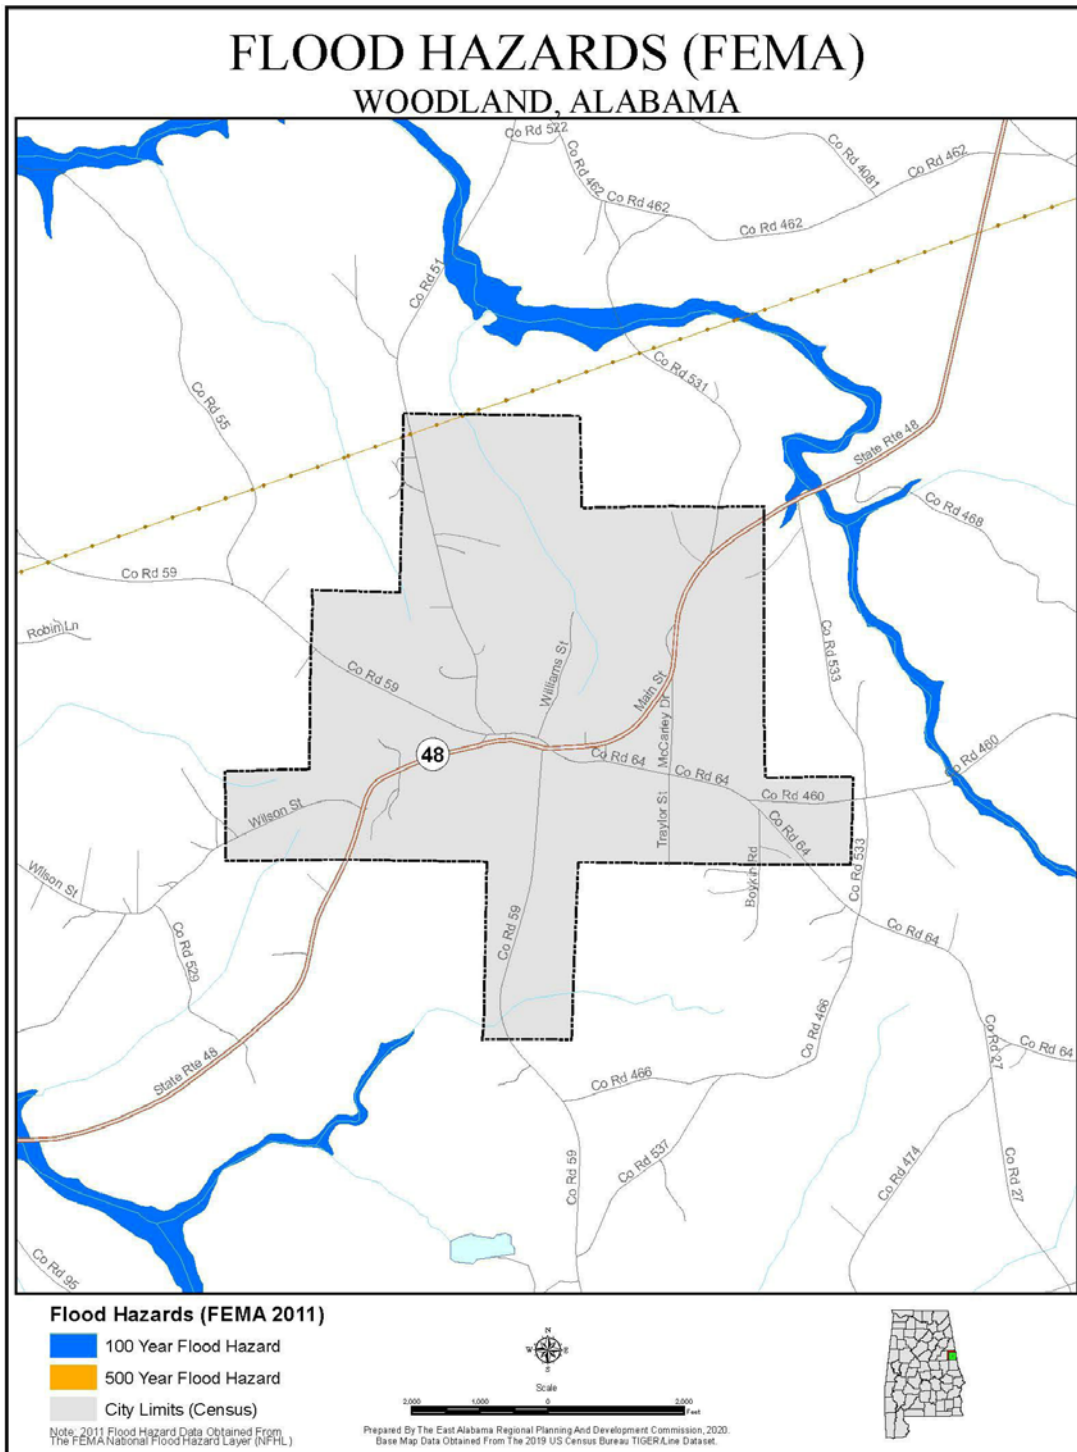 FLOOD HAZARDS (FEMA)
WOODLAND, ALABAMA
Co Rd 522
Co Rd 462
Co Rd 4081
Co Rd 462
Co Rd 462
Co Rd 462
Co Rd 51
Co Rd 531
Co Rd 55
State Rte 48
Co Rd 468
Co Rd 59
Robin Ln
Co Rd 533
Williams St
Co Rd 59
Main St
McCarley Dr
48
Co Rd 64
Co Rd 64
Co Rd 460
Co Rd 460
Wilson St
Traylor St
Co Rd 64
Co Rd 533
Boykin Rd
Wilson St
Co Rd 59
Co Rd 529
Co Rd 64
Co Rd 466
State Rte 48
Co Rd 27
Co Rd 64
Co Rd 466
Co Rd 59
Co Rd 537
Co Rd 474
Co Rd 27
Co Rd 95
Flood Hazards (FEMA 2011)
100 Year Flood Hazard
500 Year Flood Hazard
City Limits (Census)
Note: 2011 Flood Hazard Data Obtained From
The FEMA National Flood Hazard Layer (NFHL)
N
W E
S
Scale
2,000 1,000 0 2,000
Feet
Prepared By The East Alabama Regional Planning And Development Commission, 2020.
Base Map Data Obtained From The 2019 US Census Bureau TIGER/Line Dataset.